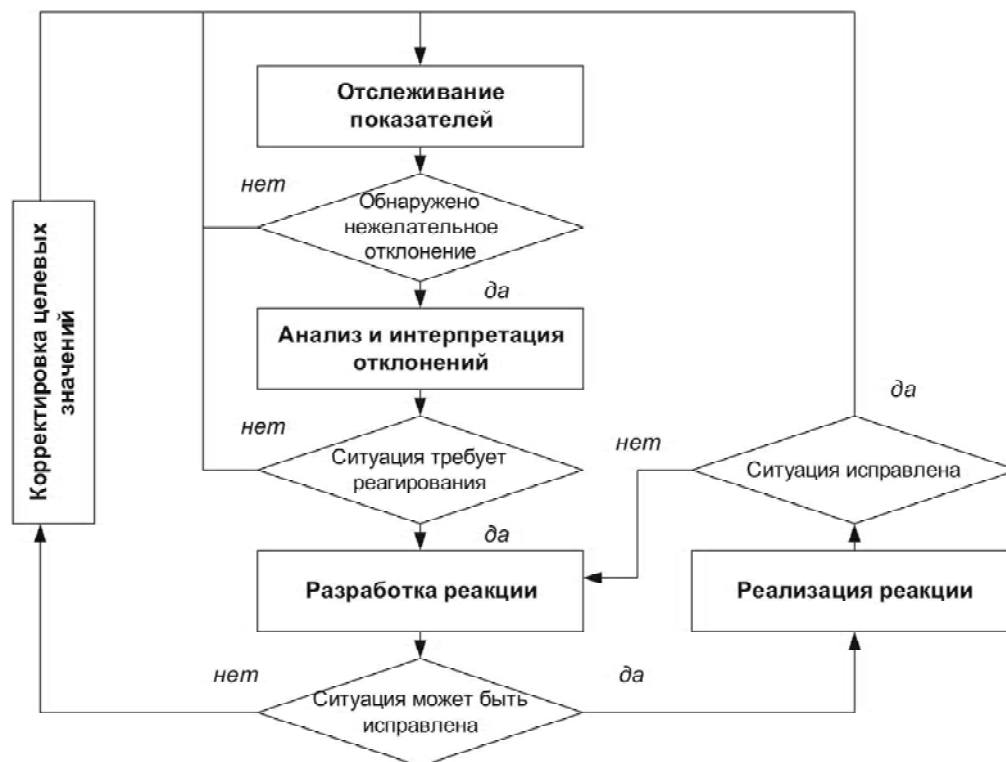 Отслеживание
показателей
нет
Обнаружено
нежелательное
отклонение
да
Корректировка целевых
значений
Анализ и интерпретация
отклонений
да
нет
нет
Ситуация требует
реагирования
Ситуация исправлена
да
Разработка реакции
Реализация реакции
нет
да
Ситуация может быть
исправлена